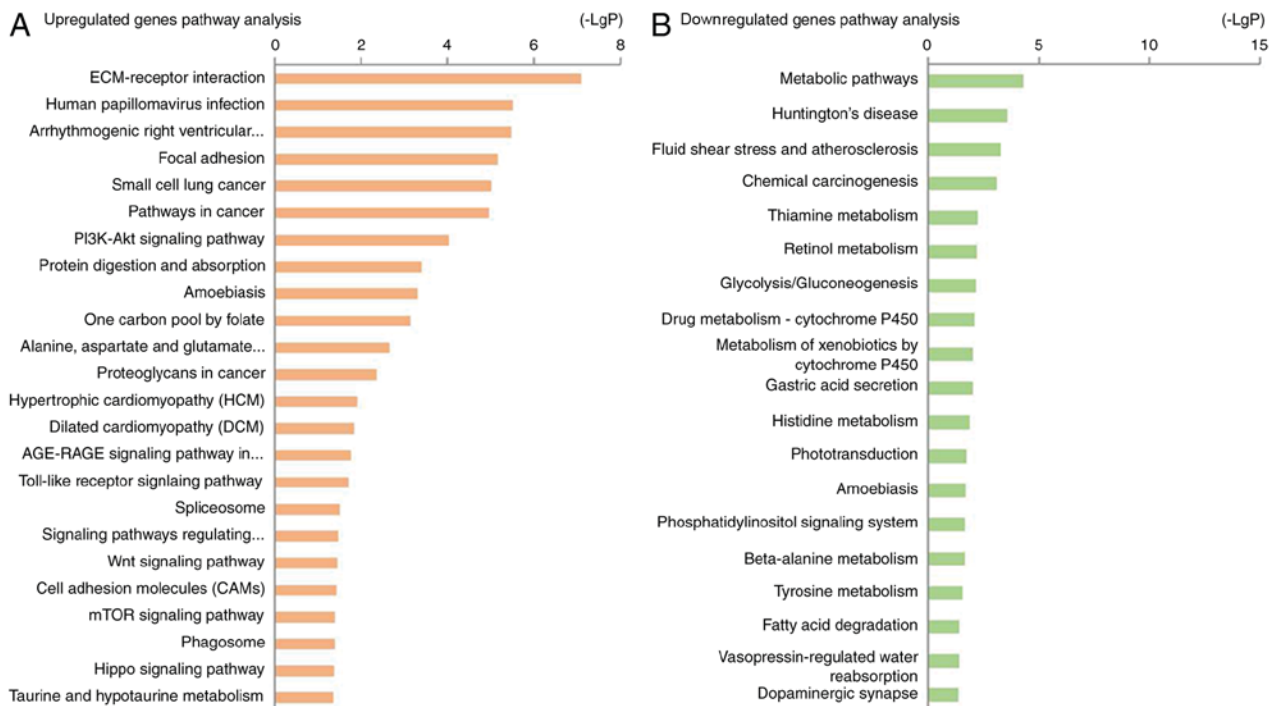 A Upregulated genes pathway analysis (-LgP)
0 2 4 6 8
ECM-receptor interaction
Human papillomavirus infection
Arrhythmogenic right ventricular...
Focal adhesion
Small cell lung cancer
Pathways in cancer
PI3K-Akt signaling pathway
Protein digestion and absorption
Amoebiasis
One carbon pool by folate
Alanine, aspartate and glutamate...
Proteoglycans in cancer
Hypertrophic cardiomyopathy (HCM)
Dilated cardiomyopathy (DCM)
AGE-RAGE signaling pathway in...
Toll-like receptor signlaing pathway
Spliceosome
Signaling pathways regulating...
Wnt signaling pathway
Cell adhesion molecules (CAMs)
mTOR signaling pathway
Phagosome
Hippo signaling pathway
Taurine and hypotaurine metabolism
B Downregulated genes pathway analysis (-LgP)
0 5 10 15
Metabolic pathways
Huntington's disease
Fluid shear stress and atherosclerosis
Chemical carcinogenesis
Thiamine metabolism
Retinol metabolism
Glycolysis/Gluconeogenesis
Drug metabolism - cytochrome P450
Metabolism of xenobiotics by
cytochrome P450
Gastric acid secretion
Histidine metabolism
Phototransduction
Amoebiasis
Phosphatidylinositol signaling system
Beta-alanine metabolism
Tyrosine metabolism
Fatty acid degradation
Vasopressin-regulated water
reabsorption
Dopaminergic synapse